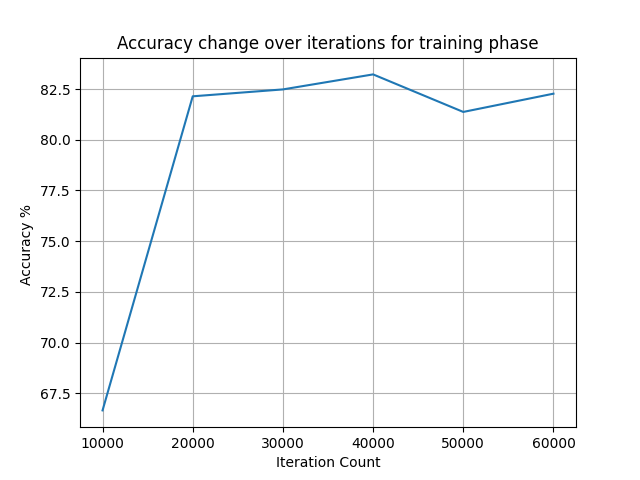 Accuracy change over iterations for training phase
82.5
80.0
77.5
75.0
72.5
70.0
67.5
Accuracy %
10000 20000 30000 40000 50000 60000
Iteration Count